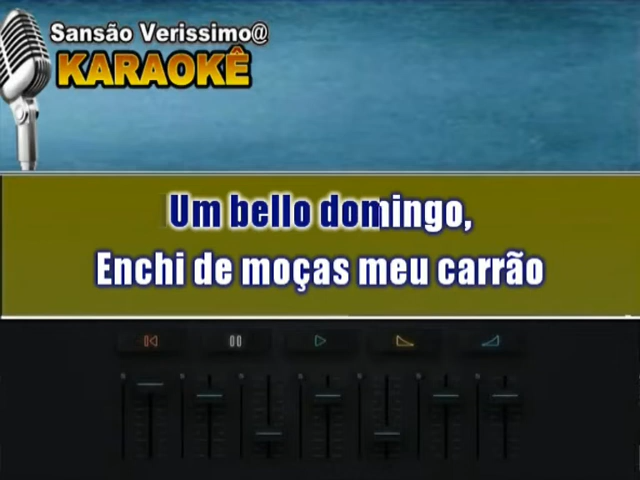 Sansão Verissimo@
KARAOKÊ
Um bello domingo,
Enchi de moças meu carrão